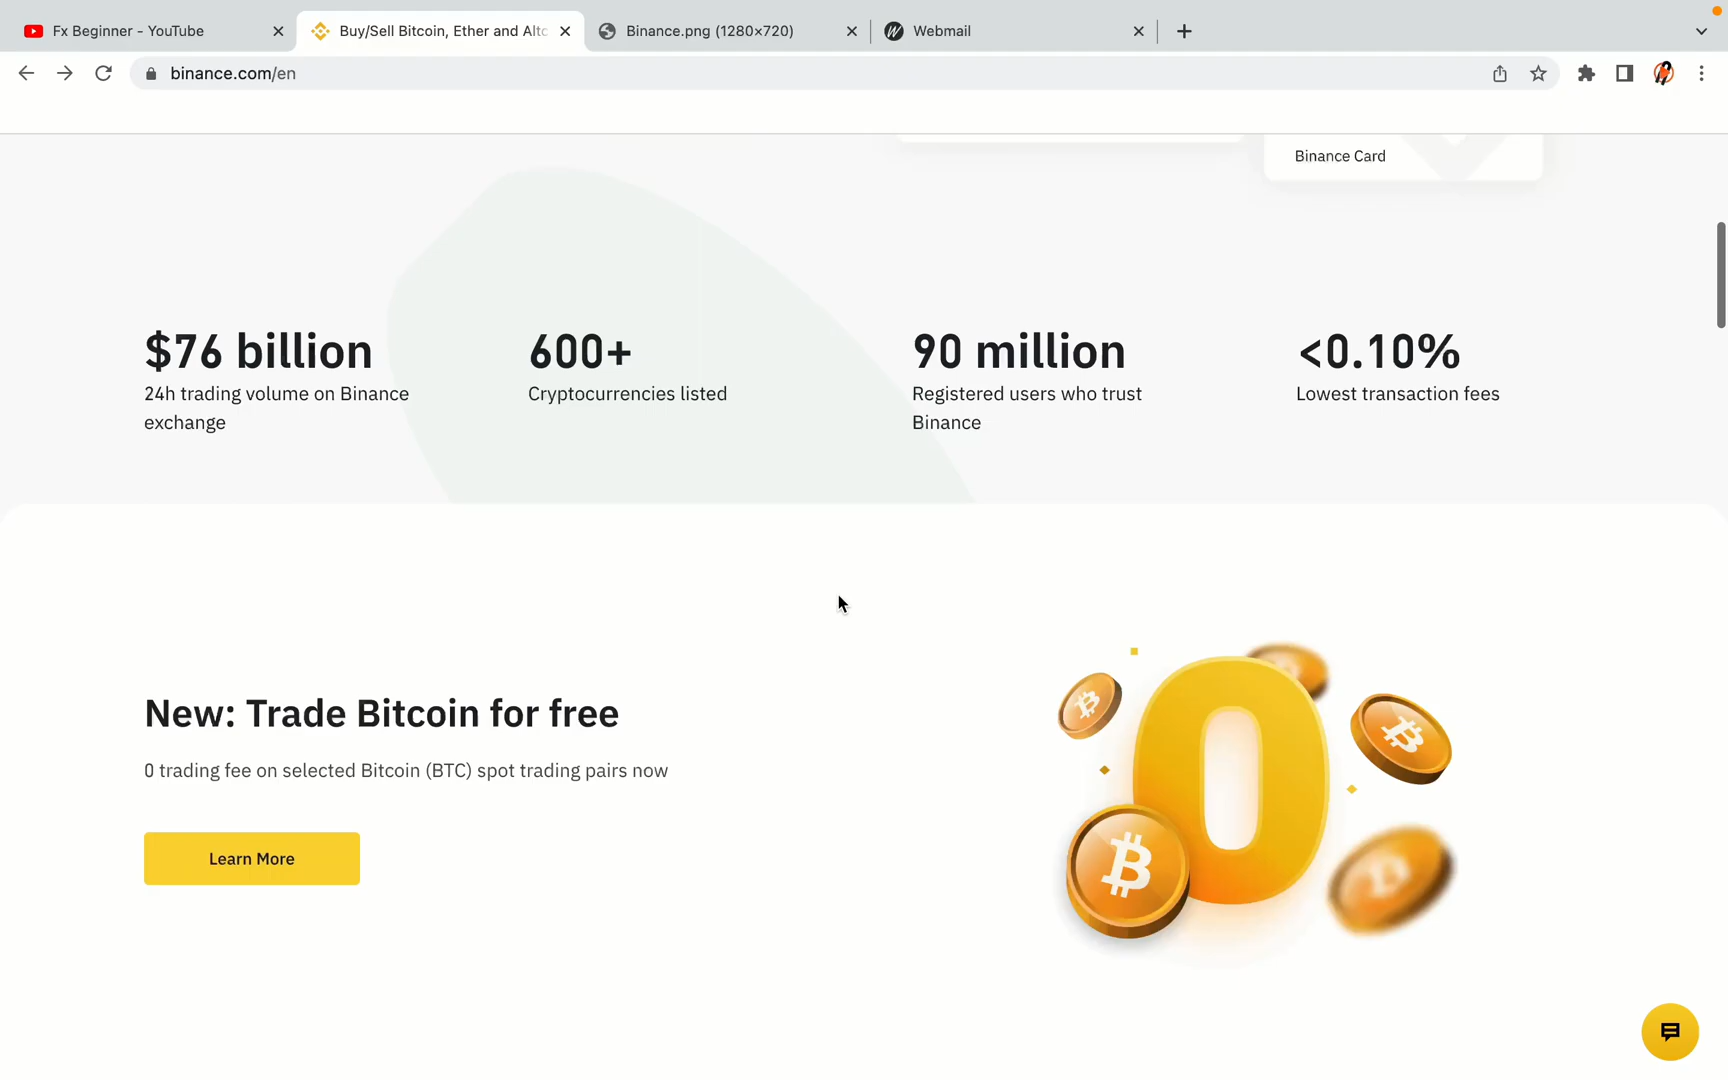 Fx Beginner - YouTube
Buy/Sell Bitcoin, Ether and Altc
Binance.png (1280×720)
Webmail
binance.com/en
Binance Card
$76 billion
24h trading volume on Binance
exchange
600+
Cryptocurrencies listed
90 million
Registered users who trust
Binance
<0.10%
Lowest transaction fees
New: Trade Bitcoin for free
0 trading fee on selected Bitcoin (BTC) spot trading pairs now
Learn More
0